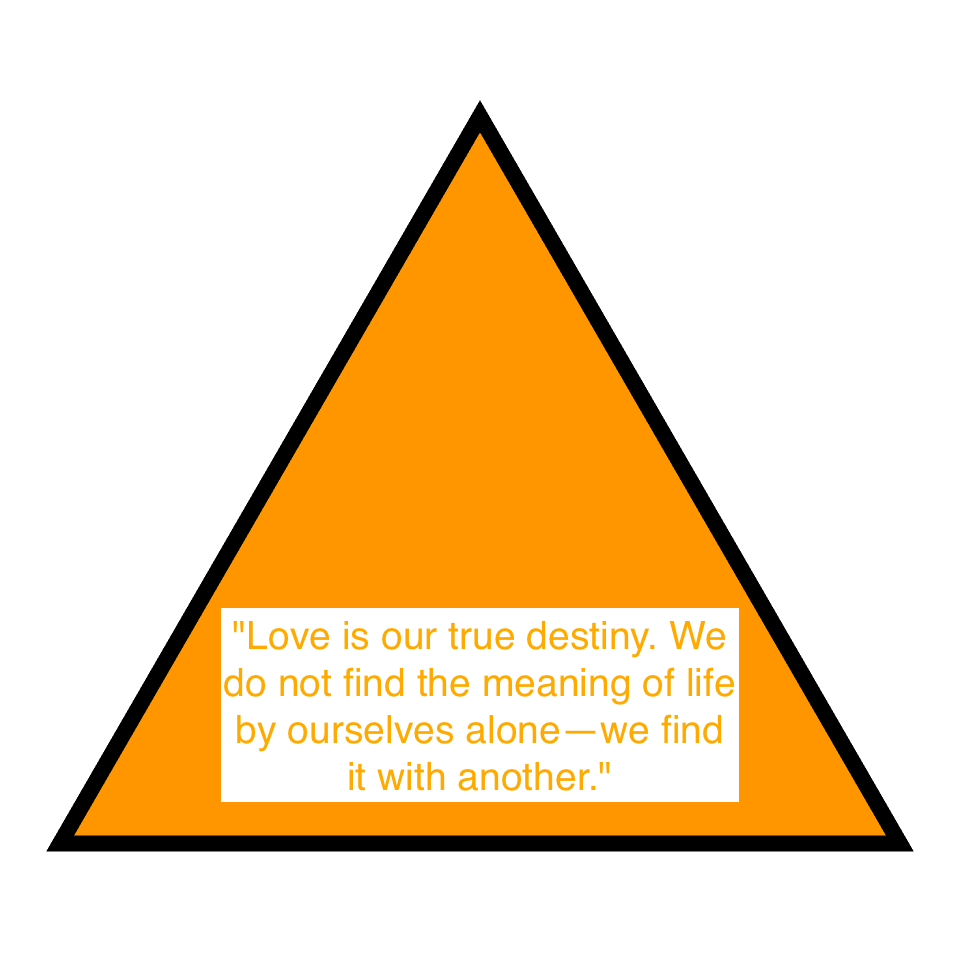 "Love is our true destiny. We
do not find the meaning of life
by ourselves alone—we find
it with another."